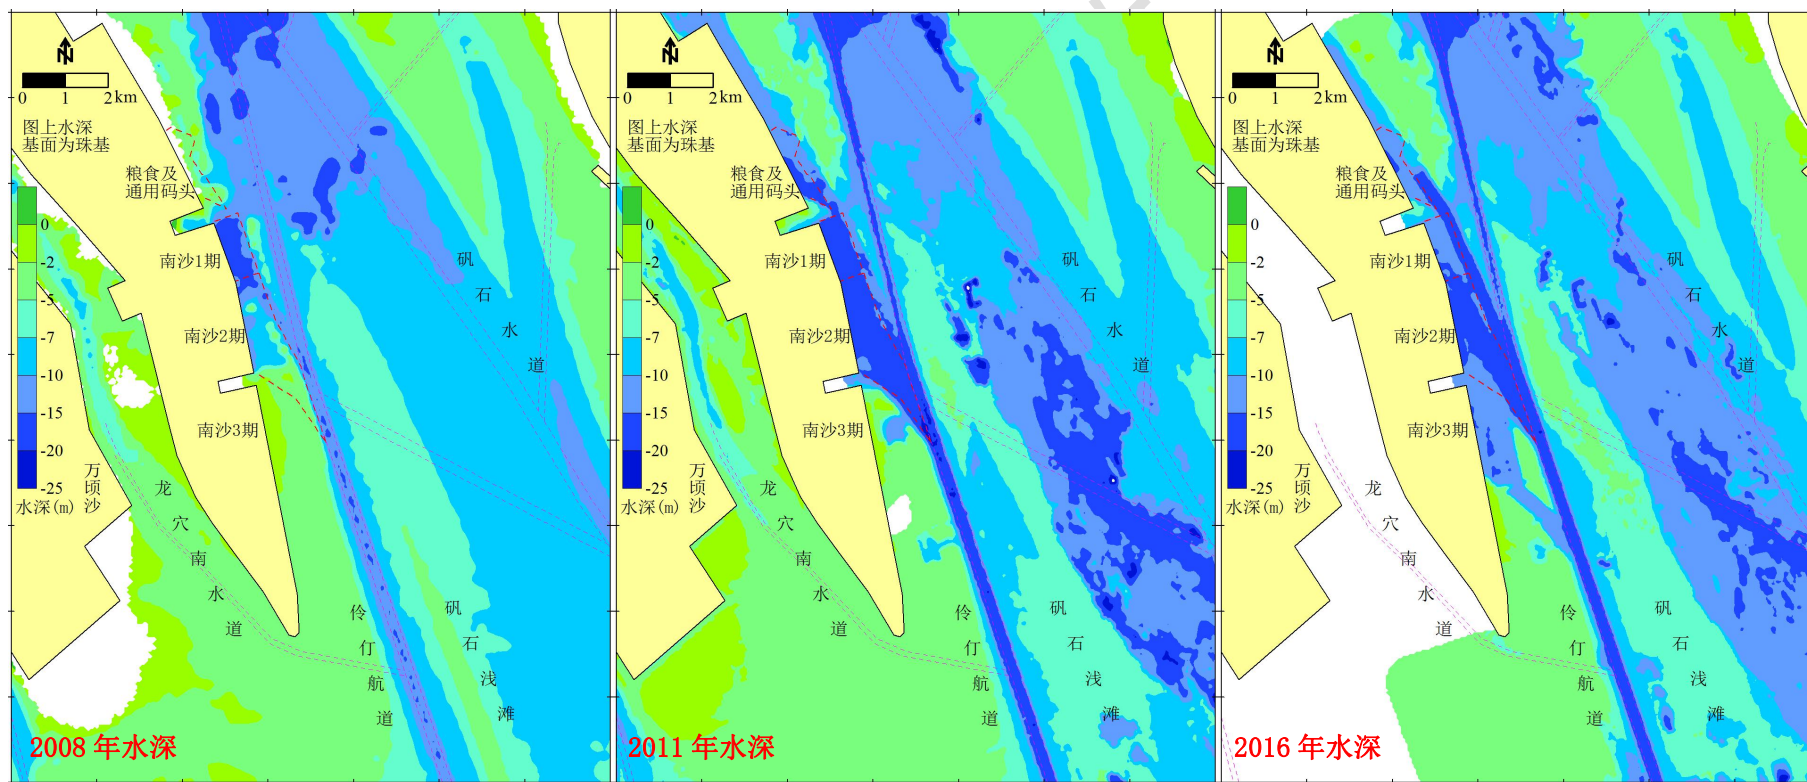 N
0 1 2km
图上水深
基面为珠基
粮食及
通用码头
0
-2
-5
-7
-10
-15
-20
-25
水深(m)
南沙1期
南沙2期
南沙3期
万顷沙
龙穴南水道
矾石水道
伶仃航道
矾石浅滩
2008 年水深
N
0 1 2km
图上水深
基面为珠基
粮食及
通用码头
0
-2
-5
-7
-10
-15
-20
-25
水深(m)
南沙1期
南沙2期
南沙3期
万顷沙
龙穴南水道
矾石水道
伶仃航道
矾石浅滩
2011 年水深
N
0 1 2km
图上水深
基面为珠基
粮食及
通用码头
0
-2
-5
-7
-10
-15
-20
-25
水深(m)
南沙1期
南沙2期
南沙3期
万顷沙
龙穴南水道
矾石水道
伶仃航道
矾石浅滩
2016 年水深